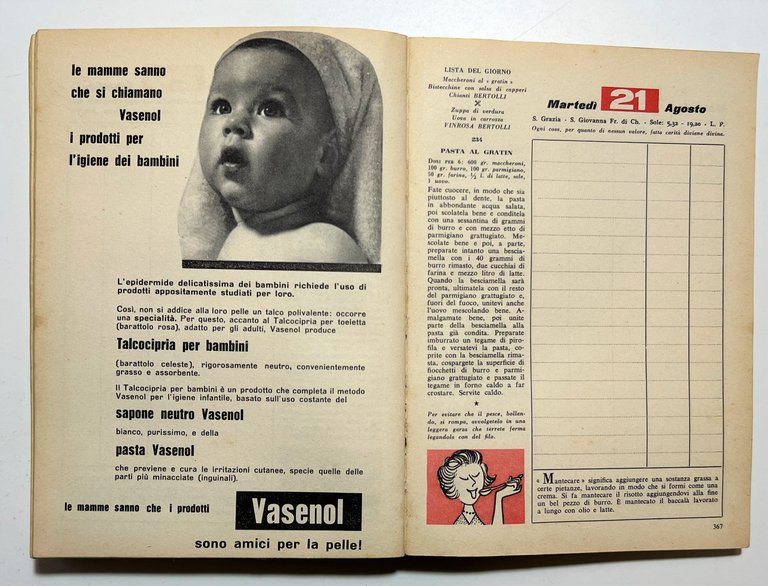 le mamme sanno
che si chiamano
Vasenol
i prodotti per
l'igiene dei bambini
L'epidermide delicatissima dei bambini richiede l'uso di
prodotti appositamente studiati per loro.
Così, non si addice alla loro pelle un talco polivalente: occorre
una specialità. Per questo, accanto al Talcocipria per toeletta
(barattolo rosa), adatto per gli adulti, Vasenol produce
Talcocipria per bambini
(barattolo celeste), rigorosamente neutro, convenientemente
grasso e assorbente.
Il Talcocipria per bambini è un prodotto che completa il metodo
Vasenol per l'igiene infantile, basato sull'uso costante del
sapone neutro Vasenol
bianco, purissimo, e della
pasta Vasenol
che previene e cura le irritazioni cutanee, specie quelle delle
parti più minacciate (inguinali).
le mamme sanno che i prodotti
Vasenol
sono amici per la pelle!
LISTA DEL GIORNO
Maccheroni al « gratin »
Bistecchine con salsa di capperi
Chianti BERTOLLI
Zuppa di verdura
Uova in carrozza
VINROSA BERTOLLI
234
PASTA AL GRATIN
DOSI PER 6: 600 gr. maccheroni,
100 gr. burro, 100 gr. parmigiano,
50 gr. farina, ½ l. di latte, sale,
1 uovo.
Fate cuocere, in modo che sia
piuttosto al dente, la pasta
in abbondante acqua salata,
poi scolatela bene e conditela
con una sessantina di grammi
di burro e con mezzo etto di
parmigiano grattugiato. Me-
scolate bene e poi, a parte,
preparate intanto una bescia-
mella con i 40 grammi di
burro rimasto, due cucchiai di
farina e mezzo litro di latte.
Quando la besciamella sarà
pronta, ultimatela con il resto
del parmigiano grattugiato e,
fuori del fuoco, unitevi anche
l'uovo mescolando bene. A-
malgamate bene, poi unite
parte della besciamella alla
pasta già condita. Preparate
imburrato un tegame di piro-
fila e versatevi la pasta, co-
prite con la besciamella rima-
sta, cospargete la superficie di
fiocchetti di burro e parmi-
giano grattugiato e passate il
tegame in forno caldo a far
crostare. Servite caldo.
Per evitare che il pesce, bollen-
do, si rompa, avvolgetelo in una
leggera garza che terrete ferma
legandola con del filo.
Martedì 21 Agosto
S. Grazia - S. Giovanna Fr. di Ch. - Sole: 5,32 - 19,20 - L. P.
Ogni cosa, per quanto di nessun valore, fatta carità diviene divina.
« Mantecare » significa aggiungere una sostanza grassa a
certe pietanze, lavorando in modo che si formi come una
crema. Si fa mantecare il risotto aggiungendovi alla fine
un bel pezzo di burro. È mantecato il baccalà lavorato
a lungo con olio e latte.
367